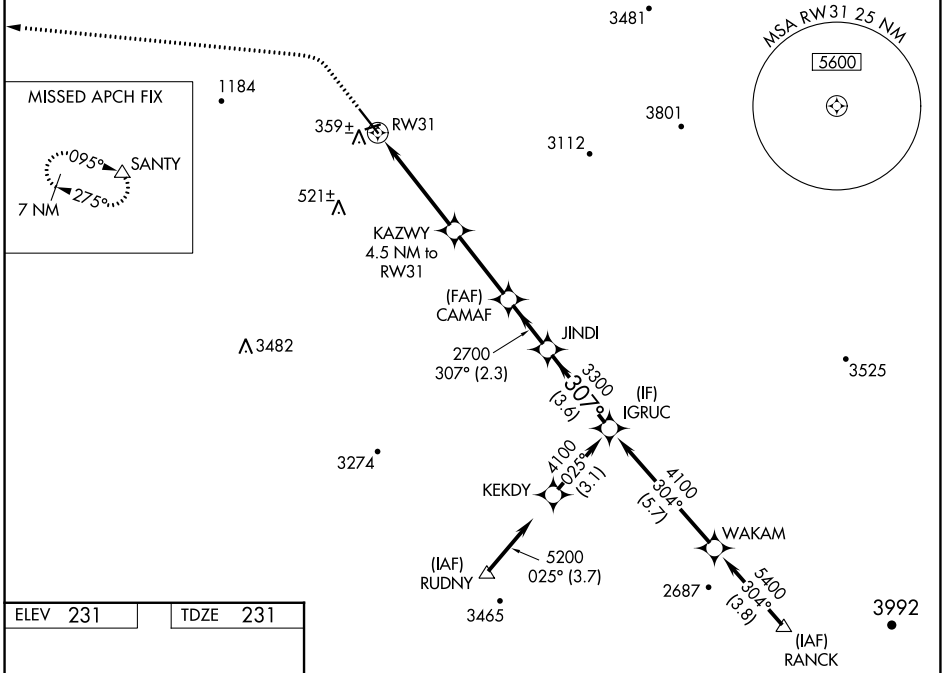 3481
MSA RW31 25 NM
5600
1184
MISSED APCH FIX
095°
SANTY
275°
7 NM
359±
RW31
3112
3801
521±
KAZWY
4.5 NM to
RW31
(FAF)
CAMAF
JINDI
2700
307° (2.3)
3482
3300
307°
(3.6)
(IF)
IGRUC
3525
3274
4100
025°
(3.1)
KEKDY
4100
304°
(5.7)
WAKAM
(IAF)
RUDNY
5200
025° (3.7)
3465
2687
5400
304°
(3.8)
3992
(IAF)
RANCK
ELEV 231
TDZE 231